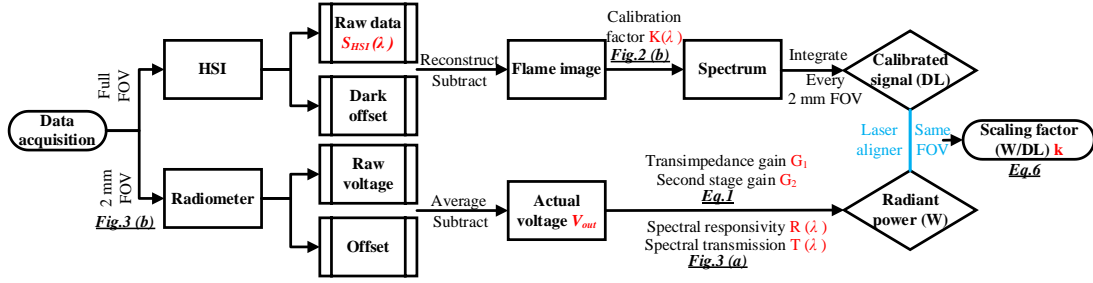 Data
acquisition
Full
FOV
2 mm
FOV
Fig.3 (b)
HSI
Radiometer
Raw data
S_HSI(λ)
Dark
offset
Raw
voltage
Offset
Reconstruct
Subtract
Average
Subtract
Flame image
Actual
voltage V_out
Calibration
factor K(λ)
Fig.2 (b)
Spectrum
Integrate
Every
2 mm FOV
Calibrated
signal (DL)
Transimpedance gain G₁
Second stage gain G₂
Eq.1
Spectral responsivity R (λ)
Spectral transmission T (λ)
Fig.3 (a)
Laser
aligner
Same
FOV
Radiant
power (W)
Scaling factor
(W/DL) k
Eq.6